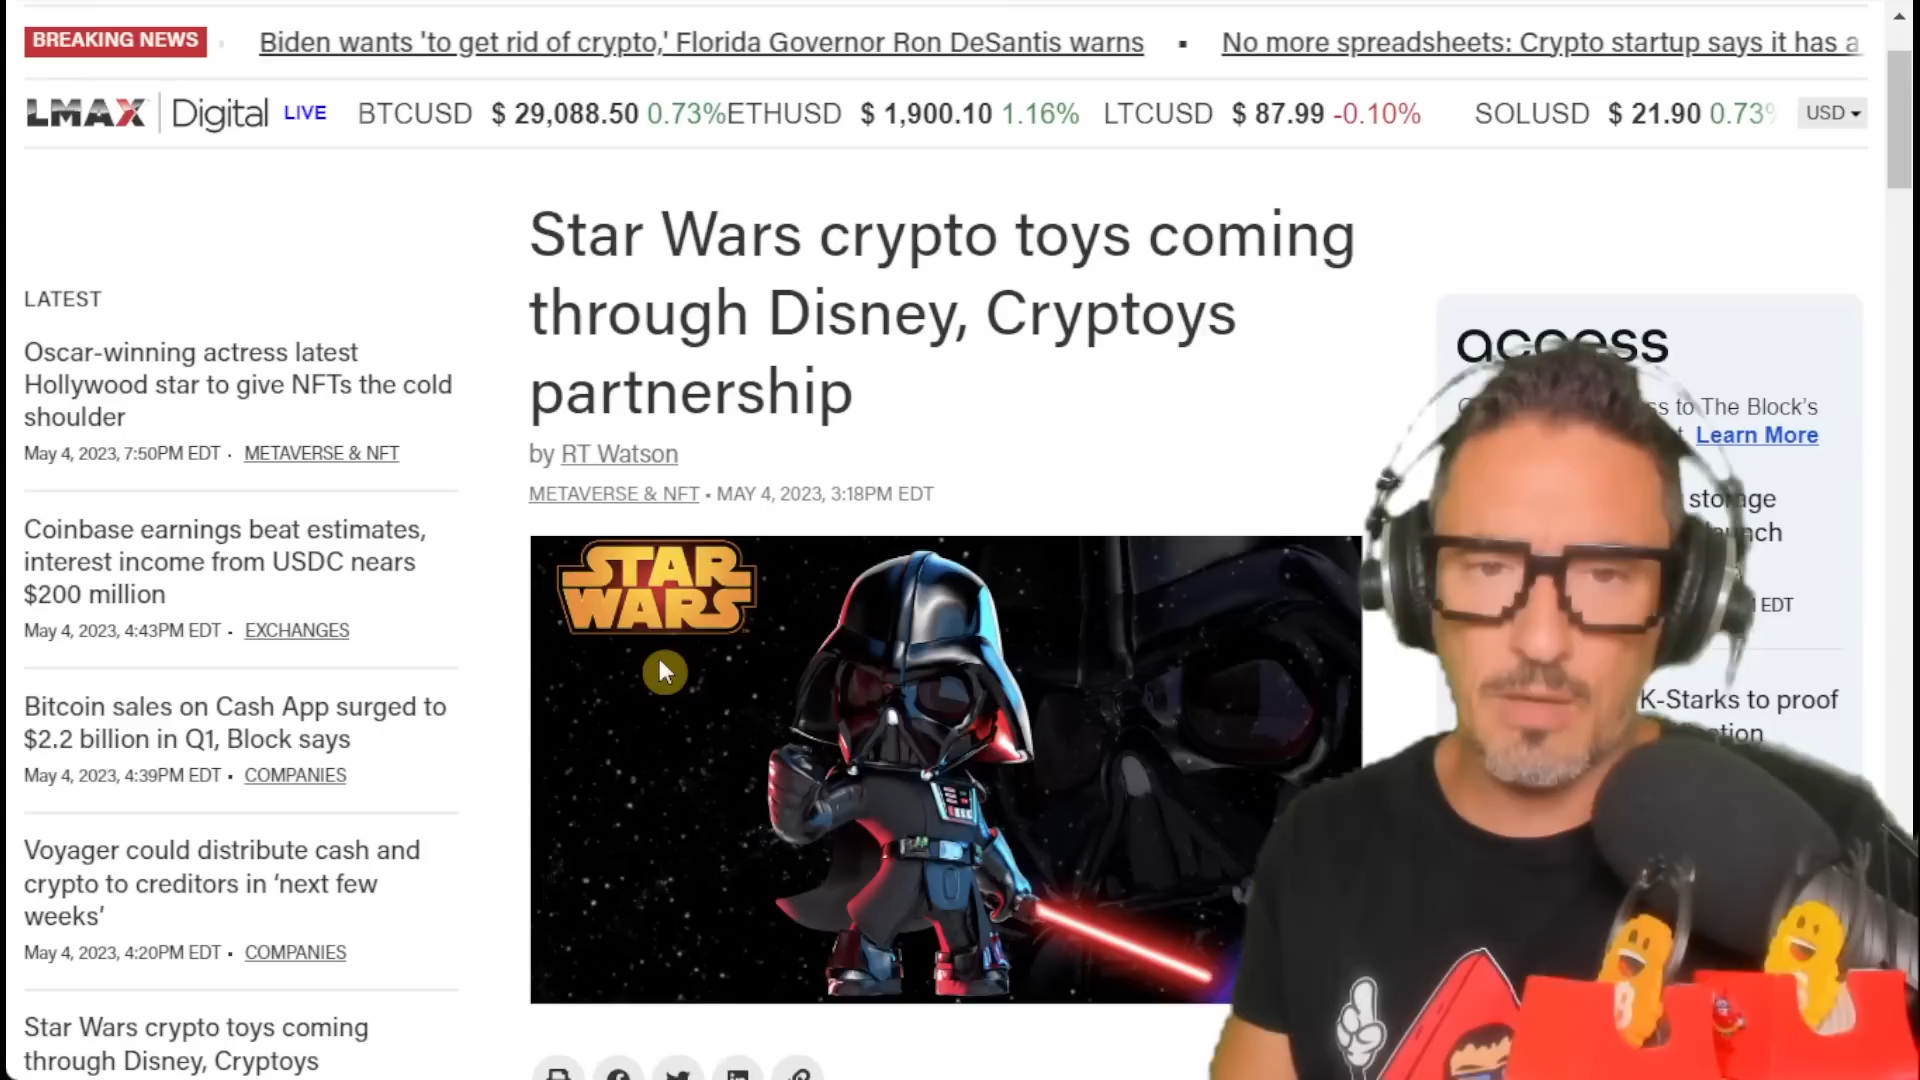 BREAKING NEWS
Biden wants 'to get rid of crypto,' Florida Governor Ron DeSantis warns ▪ No more spreadsheets: Crypto startup says it has a
LMAX Digital LIVE BTCUSD $ 29,088.50 0.73% ETHUSD $ 1,900.10 1.16% LTCUSD $ 87.99 -0.10% SOLUSD $ 21.90 0.73% USD
Star Wars crypto toys coming
through Disney, Cryptoys
partnership
by RT Watson
METAVERSE & NFT • MAY 4, 2023, 3:18PM EDT
STAR
WARS
LATEST
Oscar-winning actress latest
Hollywood star to give NFTs the cold
shoulder
May 4, 2023, 7:50PM EDT • METAVERSE & NFT
Coinbase earnings beat estimates,
interest income from USDC nears
$200 million
May 4, 2023, 4:43PM EDT • EXCHANGES
Bitcoin sales on Cash App surged to
$2.2 billion in Q1, Block says
May 4, 2023, 4:39PM EDT • COMPANIES
Voyager could distribute cash and
crypto to creditors in ‘next few
weeks’
May 4, 2023, 4:20PM EDT • COMPANIES
Star Wars crypto toys coming
through Disney, Cryptoys
access
to The Block’s
Learn More
storage
EDT
K-Starks to proof